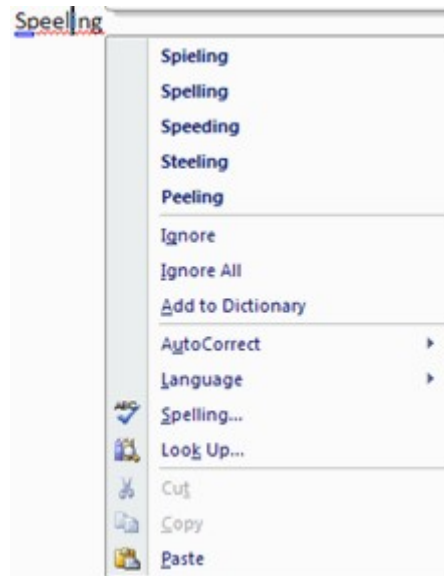 Speeling
Spieling
Spelling
Speeding
Steeling
Peeling
Ignore
Ignore All
Add to Dictionary
AutoCorrect
Language
Spelling...
Look Up...
Cut
Copy
Paste